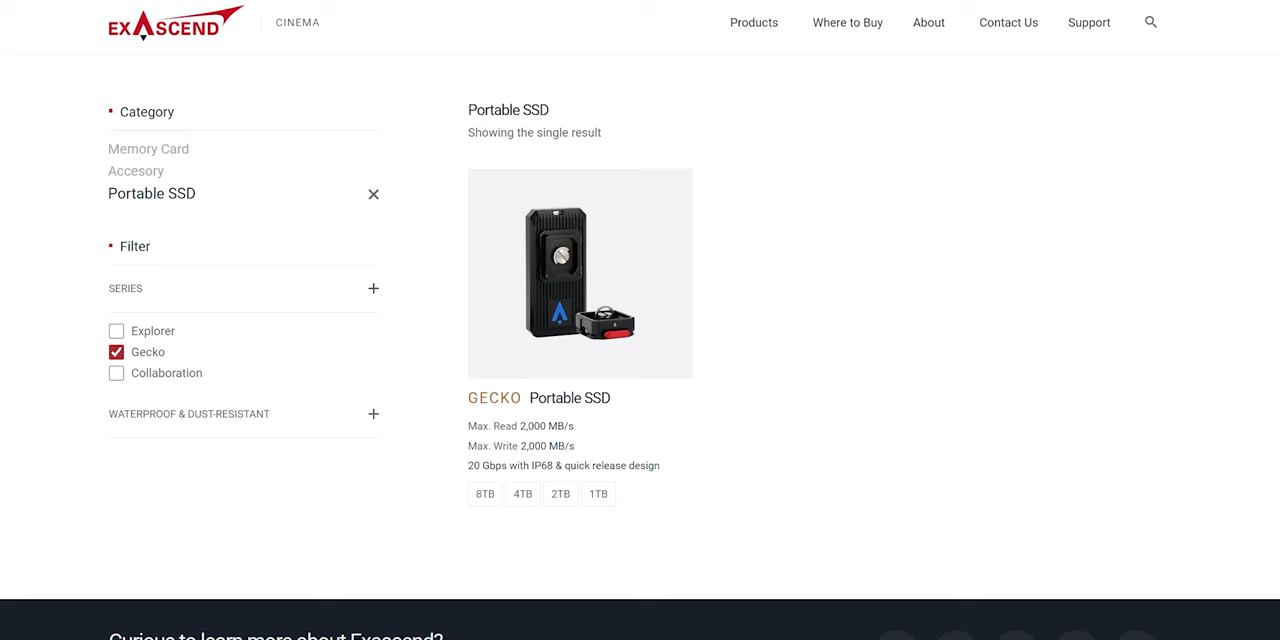 EXASCEND
CINEMA
Products
Where to Buy
About
Contact Us
Support
Category
Memory Card
Accesory
Portable SSD
Filter
SERIES
Explorer
Gecko
Collaboration
WATERPROOF & DUST-RESISTANT
Portable SSD
Showing the single result
GECKO Portable SSD
Max. Read 2,000 MB/s
Max. Write 2,000 MB/s
20 Gbps with IP68 & quick release design
8TB
4TB
2TB
1TB
Curious to learn more about Exascend?